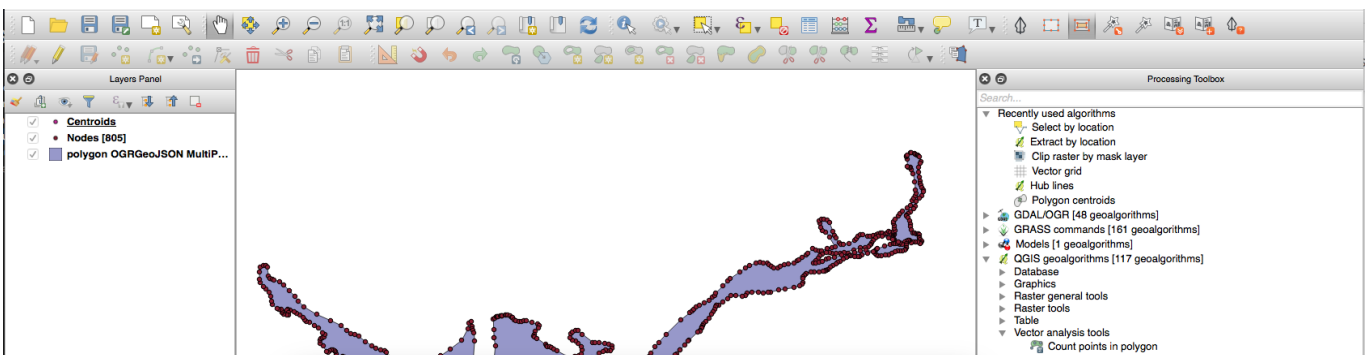 Layers Panel
Centroids
Nodes [805]
polygon OGRGeoJSON MultiP...
Processing Toolbox
Search...
Recently used algorithms
Select by location
Extract by location
Clip raster by mask layer
Vector grid
Hub lines
Polygon centroids
GDAL/OGR [48 geoalgorithms]
GRASS commands [161 geoalgorithms]
Models [1 geoalgorithms]
QGIS geoalgorithms [117 geoalgorithms]
Database
Graphics
Raster general tools
Raster tools
Table
Vector analysis tools
Count points in polygon